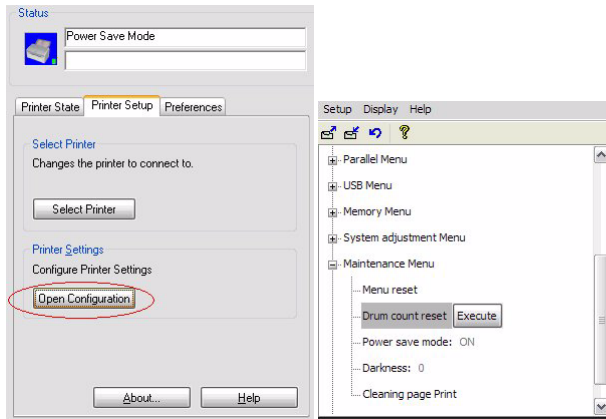 Status
Power Save Mode
Printer State Printer Setup Preferences
Select Printer
Changes the printer to connect to.
Select Printer
Printer Settings
Configure Printer Settings
Open Configuration
About... Help
Setup Display Help
Parallel Menu
USB Menu
Memory Menu
System adjustment Menu
Maintenance Menu
Menu reset
Drum count reset Execute
Power save mode: ON
Darkness: 0
Cleaning page Print